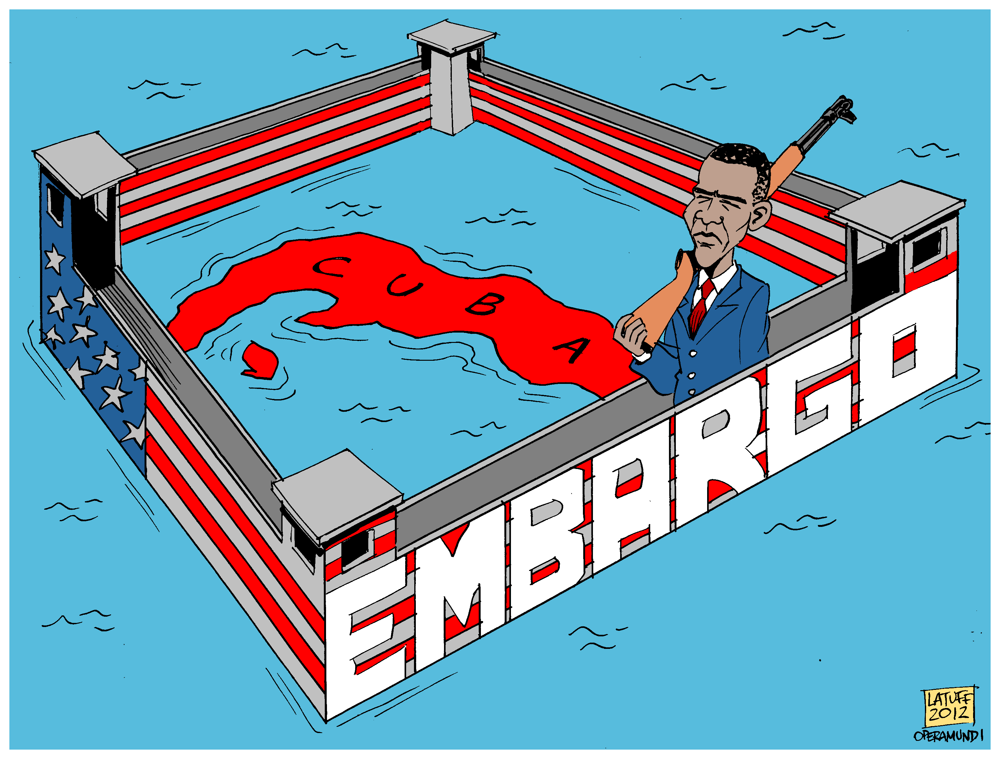 CUBA
EMBARGO
LATUFF
2012
OPERAMUNDI